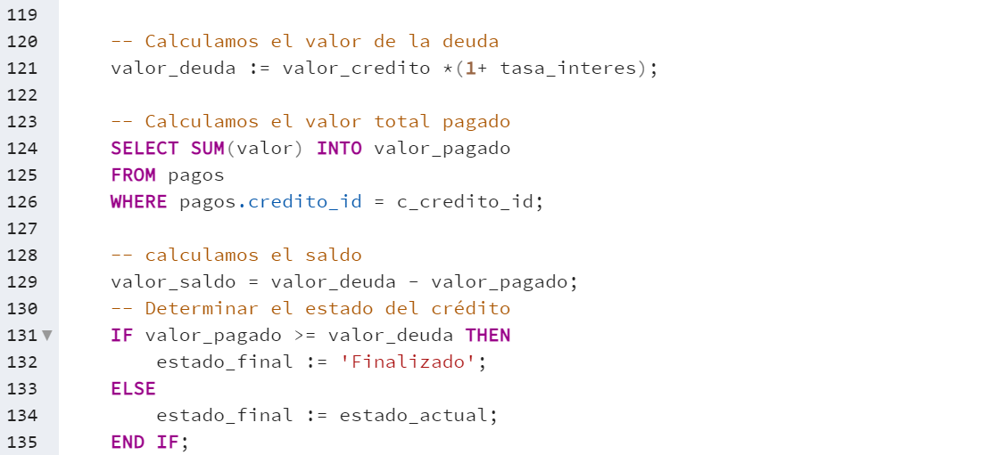 119
120 -- Calculamos el valor de la deuda
121 valor_deuda := valor_credito *(1+ tasa_interes);
122
123 -- Calculamos el valor total pagado
124 SELECT SUM(valor) INTO valor_pagado
125 FROM pagos
126 WHERE pagos.credito_id = c_credito_id;
127
128 -- calculamos el saldo
129 valor_saldo = valor_deuda - valor_pagado;
130 -- Determinar el estado del crédito
131 IF valor_pagado >= valor_deuda THEN
132 estado_final := 'Finalizado';
133 ELSE
134 estado_final := estado_actual;
135 END IF;